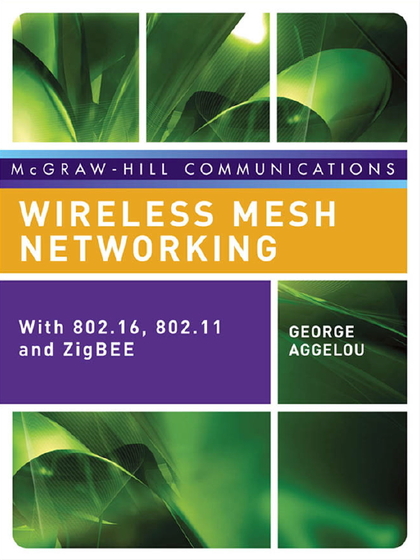 McGRAW-HILL COMMUNICATIONS
WIRELESS MESH
NETWORKING
With 802.16, 802.11
and ZigBEE
GEORGE
AGGELOU